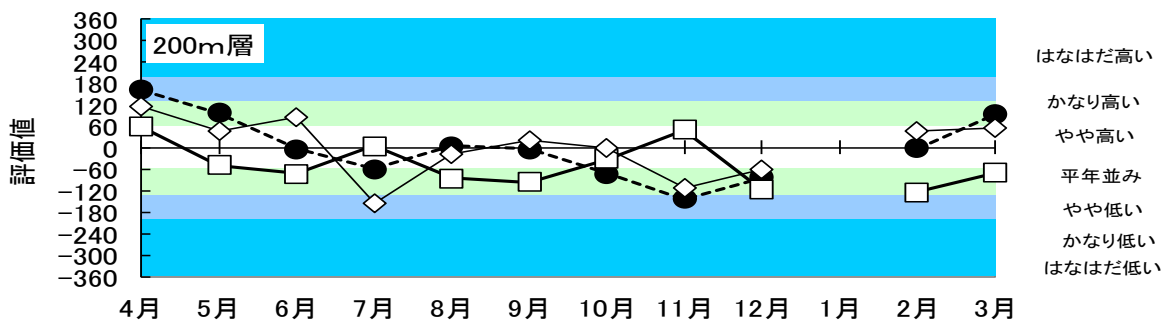 200m層
評価値
360
300
240
180
120
60
0
-60
-120
-180
-240
-300
-360
4月 5月 6月 7月 8月 9月 10月 11月 12月 1月 2月 3月
はなはだ高い
かなり高い
やや高い
平年並み
やや低い
かなり低い
はなはだ低い